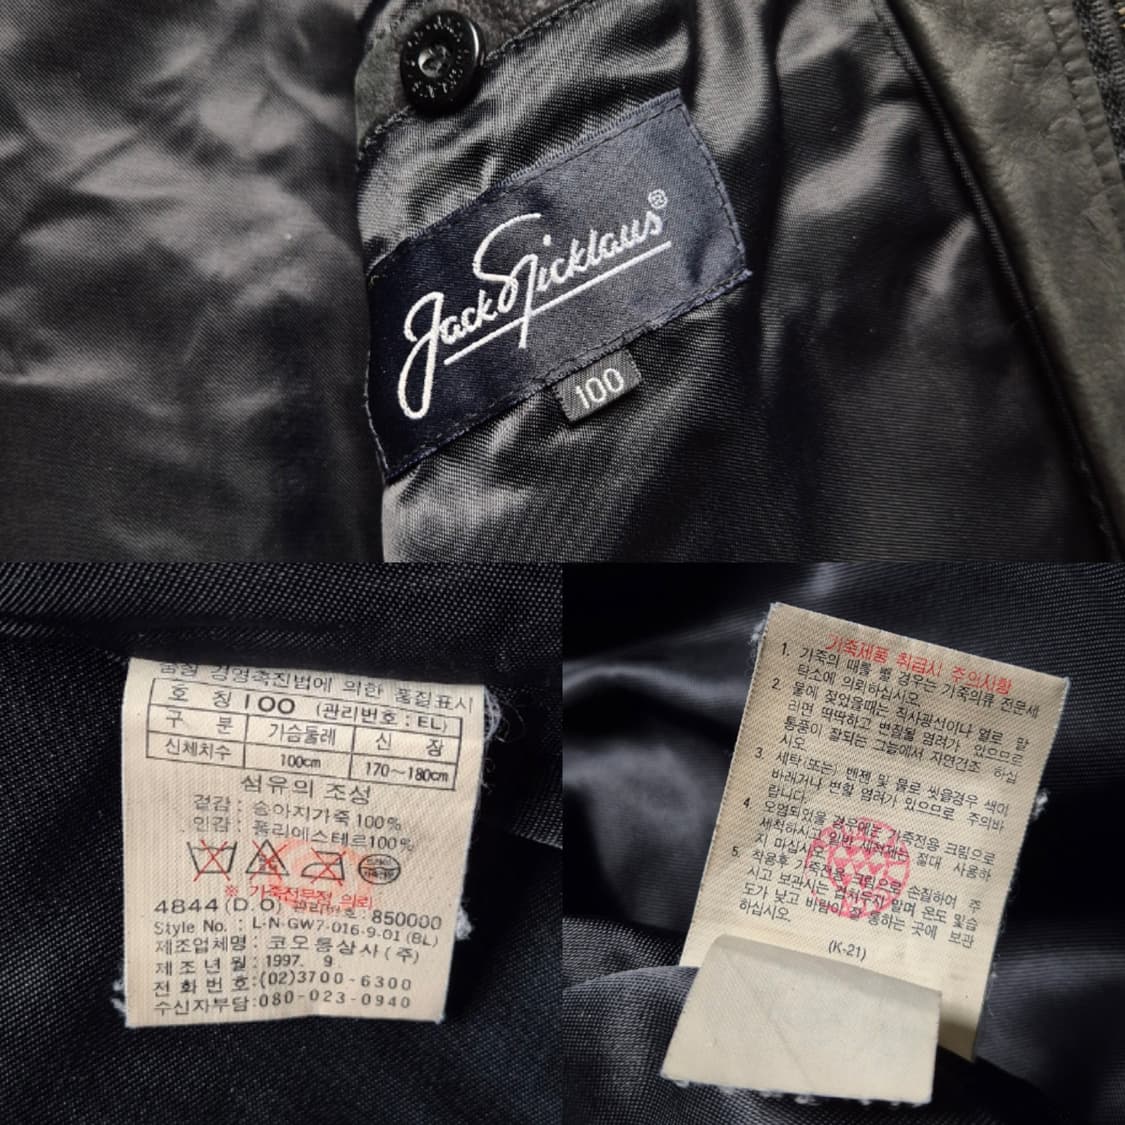 Jack Nicklaus®
100
품질 경영촉진법에 의한 품질표시
호 칭 100 (관리번호 : EL)
구 분 가슴둘레 신 장
신체치수 100cm 170~180cm
섬유의 조성
겉감 : 송아지가죽 100%
안감 : 폴리에스테르100%
※ 가죽전문점 의뢰
4844 (D.O) 관리번호 : 850000
Style No. : L-N-GW7-016-9-01 (BL)
제조업체명 : 코오롱상사 (주)
제 조 년 월 : 1997. 9
전 화 번 호 :(02)3700-6300
수신자부담:080-023-0940
가죽제품 취급시 주의사항
1. 가죽의 때를 뺄 경우는 가죽의류 전문세
탁소에 의뢰하십시오.
2. 물에 젖었을때는 직사광선이나 열로 말
리면 딱딱하고 변질될 염려가 있으므로
통풍이 잘되는 그늘에서 자연건조 하십
시오
3. 세탁(또는) 벤젠 및 물로 씻을경우 색이
바래거나 변할 염려가 있으므로 주의바
랍니다.
4. 오염되었을 경우에는 가죽전용 크림으로
세척하시고 일반 세척제는 절대 사용하
지 마십시오
5. 착용후 가죽전용 크림으로 손질하여 주
시고 보관시는 겹쳐두지 말며 온도 및습
도가 낮고 바람이 잘 통하는 곳에 보관
하십시오.
(K-21)